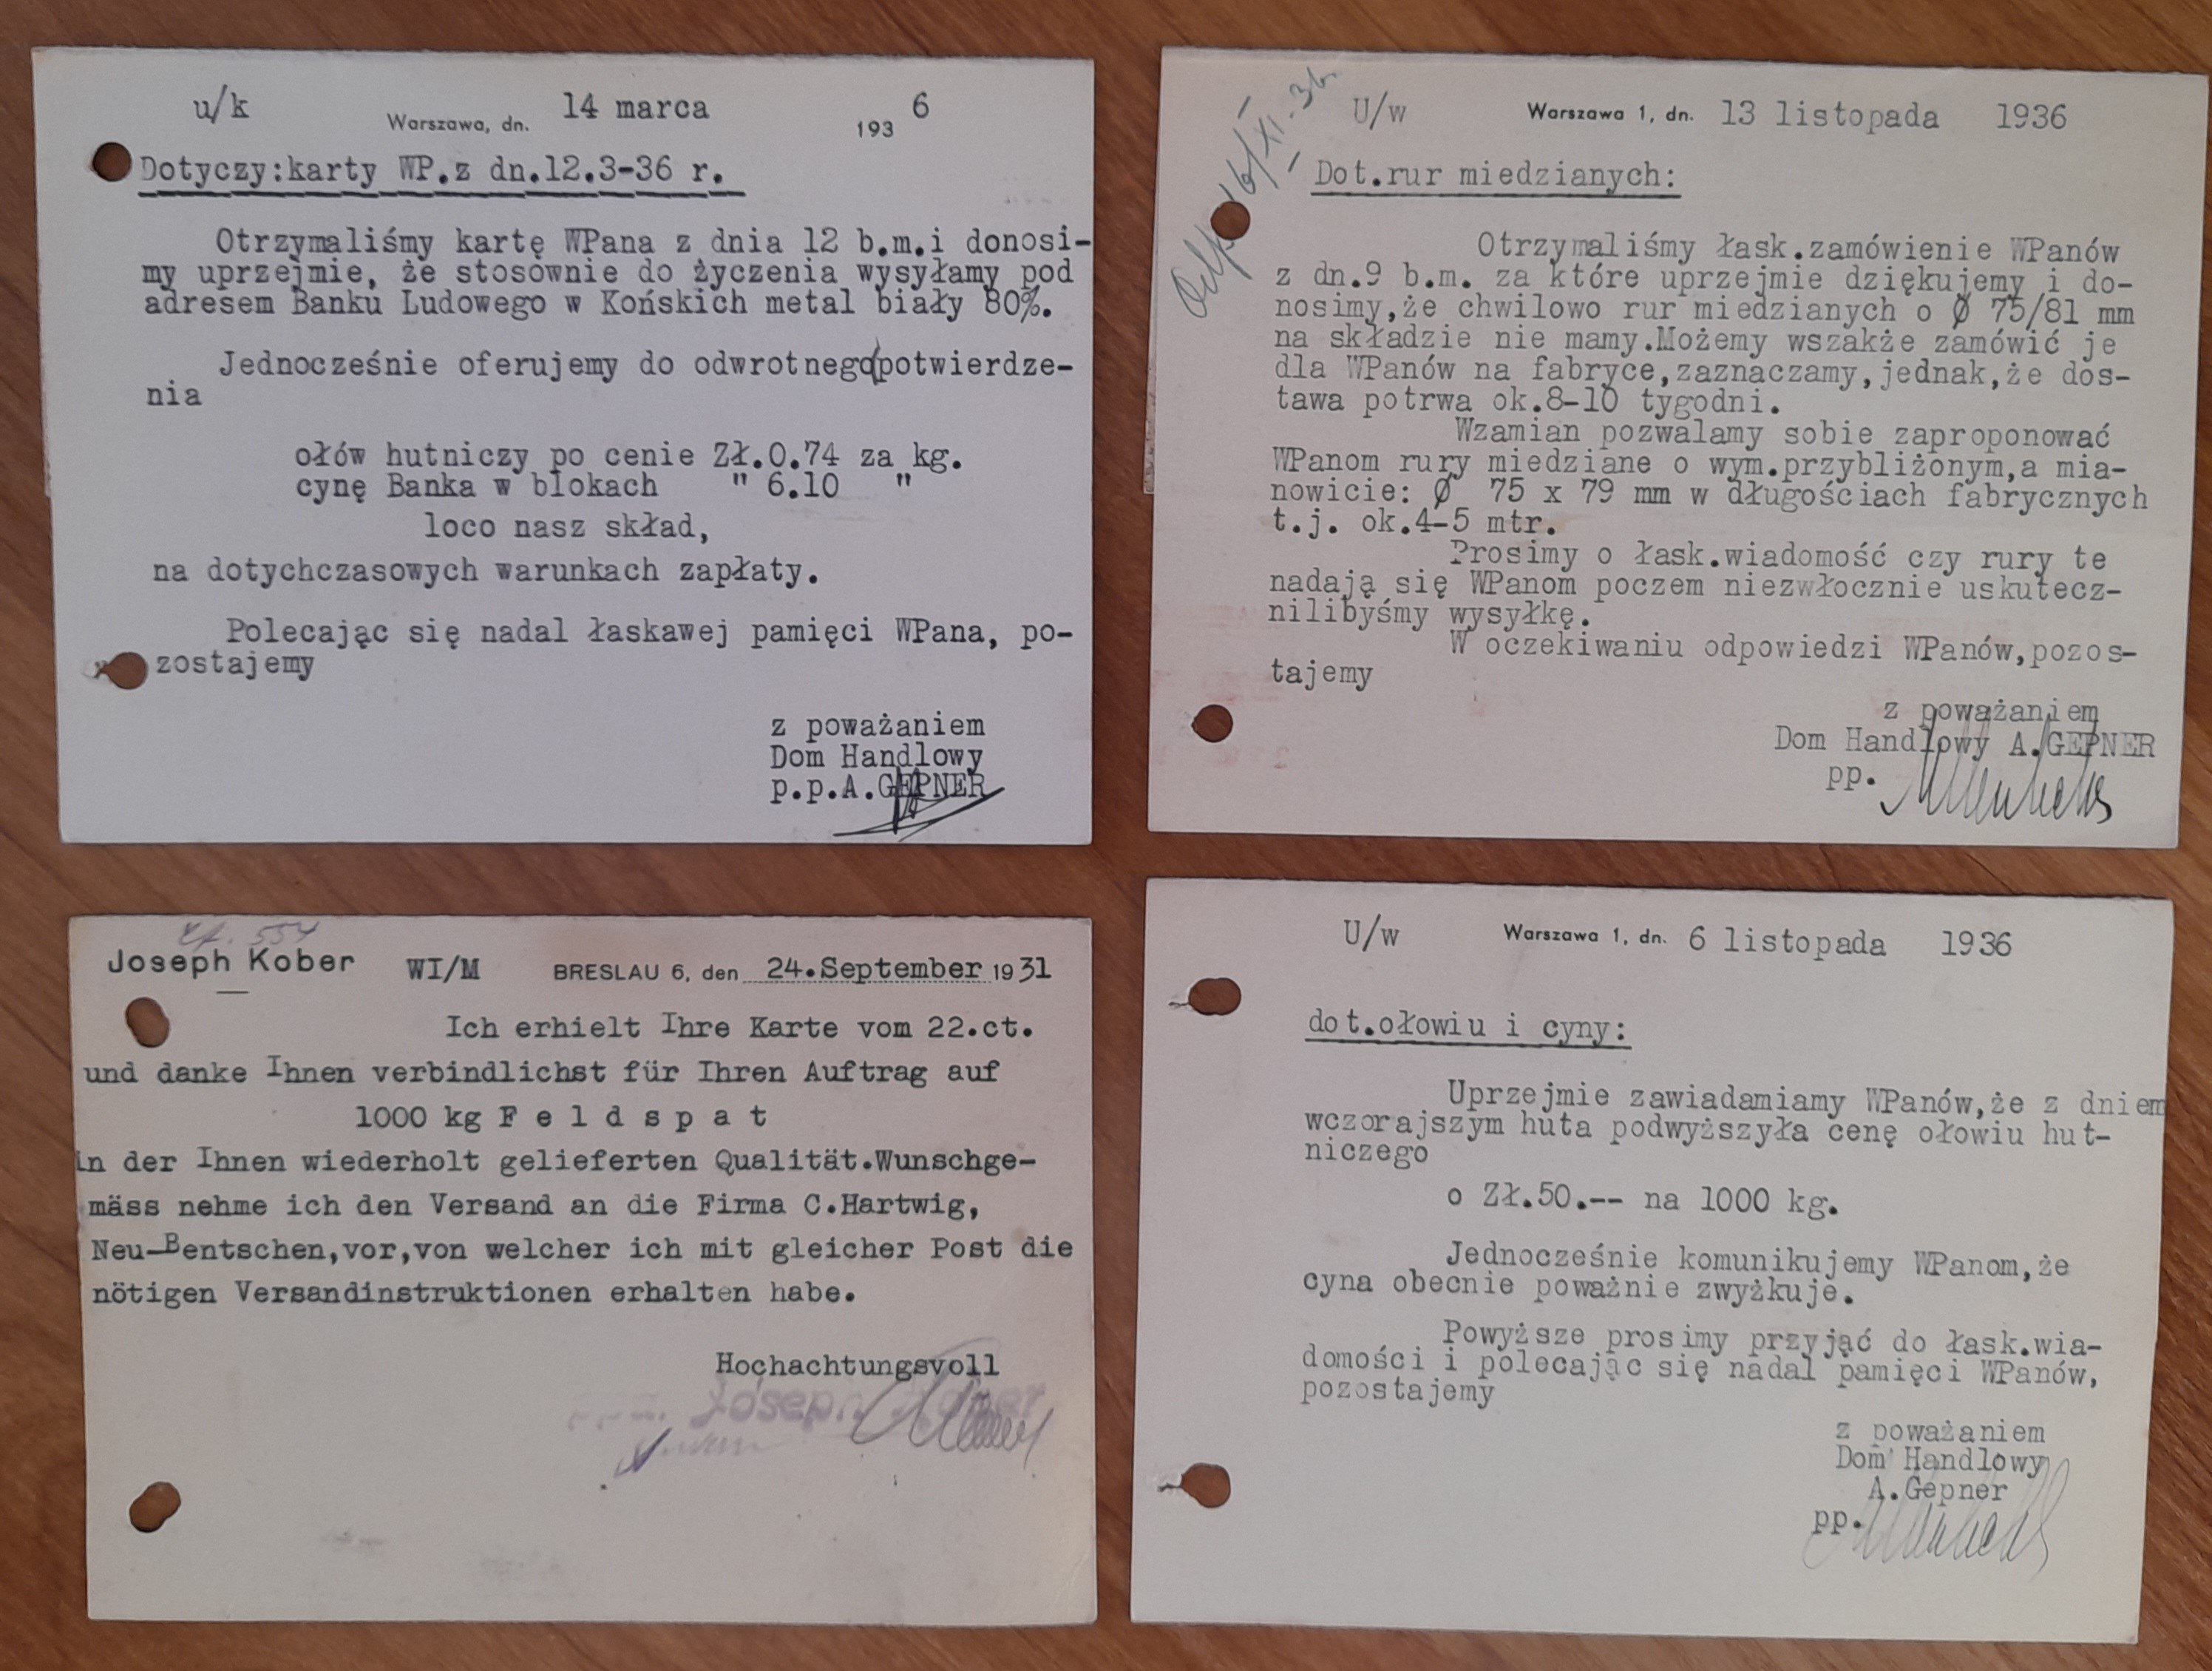 u/k Warszawa, dn. 14 marca 193 6
Dotyczy:karty WP.z dn.12.3-36 r.
Otrzymaliśmy kartę WPana z dnia 12 b.m.i donosi-
my uprzejmie, że stosownie do życzenia wysyłamy pod
adresem Banku Ludowego w Końskich metal biały 80%.
Jednocześnie oferujemy do odwrotnego potwierdze-
nia
ołów hutniczy po cenie Zł.0.74 za kg.
cynę Banka w blokach " 6.10 "
loco nasz skład,
na dotychczasowych warunkach zapłaty.
Polecając się nadal łaskawej pamięci WPana, po-
zostajemy
z poważaniem
Dom Handlowy
p.p.A.GEPNER
U/w Warszawa 1, dn. 13 listopada 1936
16/XI-36
Dot.rur miedzianych:
Otrzymaliśmy łask.zamówienie WPanów
z dn.9 b.m. za które uprzejmie dziękujemy i do-
nosimy,że chwilowo rur miedzianych o Ø 75/81 mm
na składzie nie mamy.Możemy wszakże zamówić je
dla WPanów na fabryce,zaznaczamy,jednak,że dos-
tawa potrwa ok.8-10 tygodni.
Wzamian pozwalamy sobie zaproponować
WPanom rury miedziane o wym.przybliżonym,a mia-
nowicie: Ø 75 x 79 mm w długościach fabrycznych
t.j. ok.4-5 mtr.
Prosimy o łask.wiadomość czy rury te
nadają się WPanom poczem niezwłocznie uskutecz-
nilibyśmy wysyłkę.
W oczekiwaniu odpowiedzi WPanów,pozos-
tajemy
z poważaniem
Dom Handlowy A.GEPNER
pp.
554
Joseph Kober WI/M BRESLAU 6, den 24.September 1931
Ich erhielt Ihre Karte vom 22.ct.
und danke Ihnen verbindlichst für Ihren Auftrag auf
1000 kg F e l d s p a t
in der Ihnen wiederholt gelieferten Qualität.Wunschge-
mäss nehme ich den Versand an die Firma C.Hartwig,
Neu-Bentschen,vor,von welcher ich mit gleicher Post die
nötigen Versandinstruktionen erhalten habe.
Hochachtungsvoll
Joseph Kober
U/w Warszawa 1, dn. 6 listopada 1936
dot.ołowiu i cyny:
Uprzejmie zawiadamiamy WPanów,że z dniem
wczorajszym huta podwyższyła cenę ołowiu hut-
niczego
o Zł.50.-- na 1000 kg.
Jednocześnie komunikujemy WPanom,że
cyna obecnie poważnie zwyżkuje.
Powyższe prosimy przyjąć do łask.wia-
domości i polecając się nadal pamięci WPanów,
pozostajemy
z poważaniem
Dom Handlowy
A.Gepner
pp.